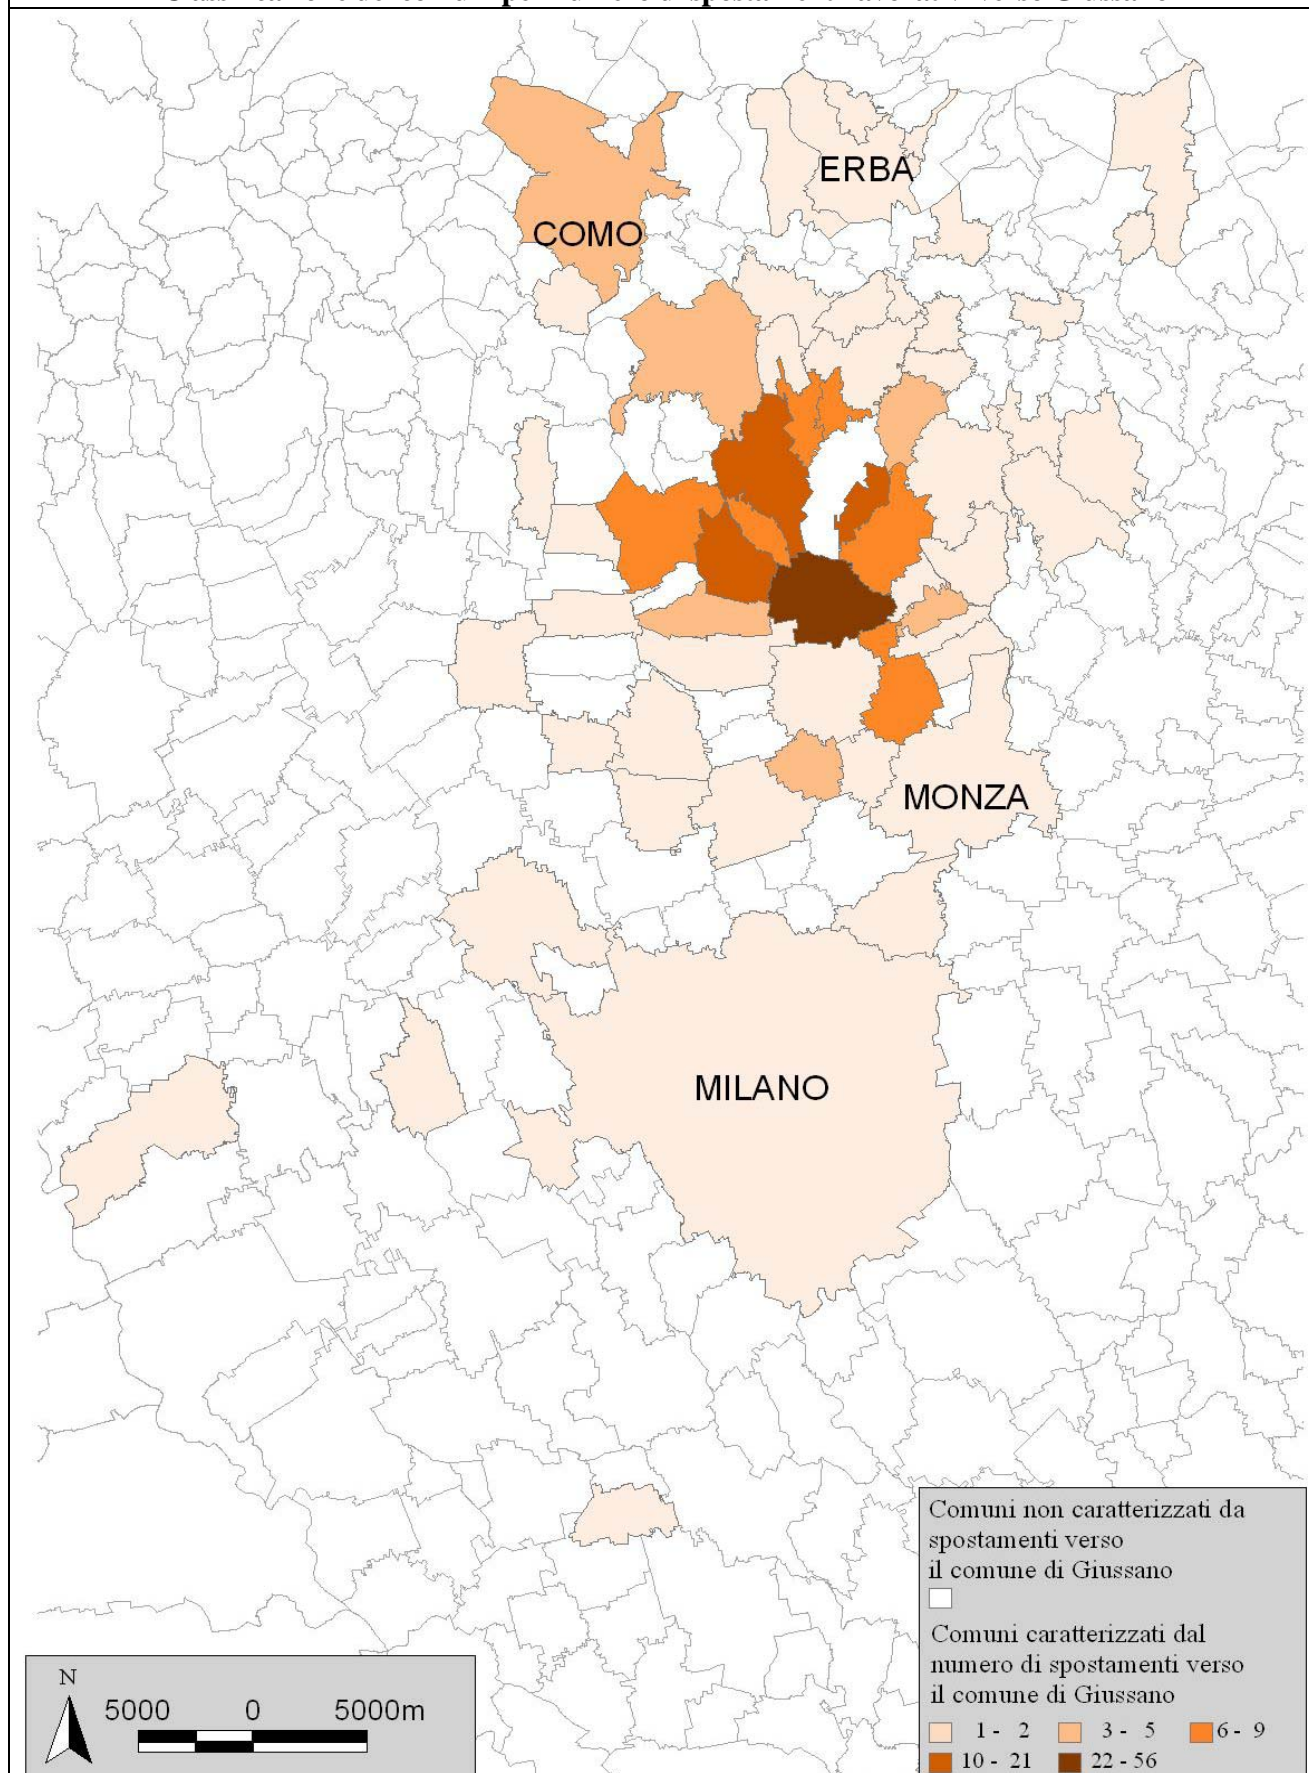 ERBA
COMO
MONZA
MILANO
Comuni non caratterizzati da
spostamenti verso
il comune di Giussano
Comuni caratterizzati dal
numero di spostamenti verso
il comune di Giussano
1 - 2 3 - 5 6 - 9
10 - 21 22 - 56
N
5000 0 5000m